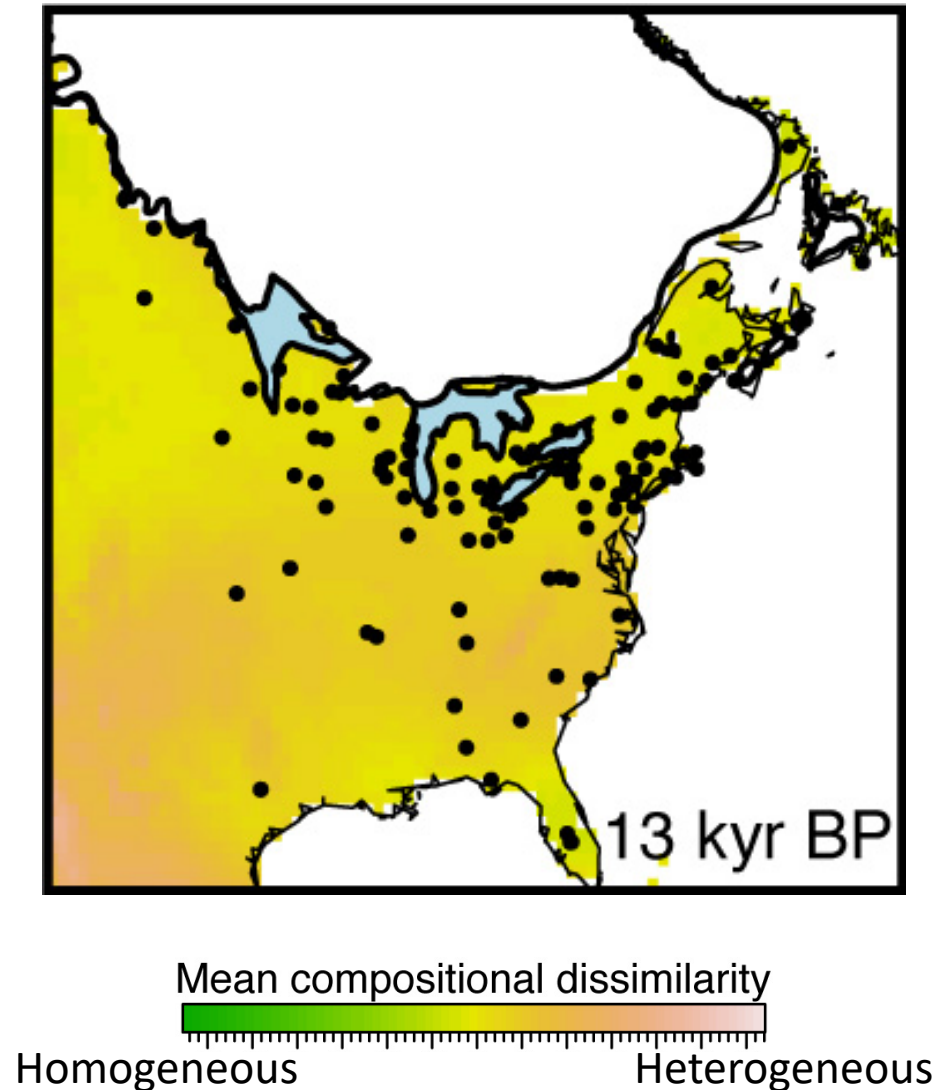 13 kyr BP
Mean compositional dissimilarity
Homogeneous Heterogeneous